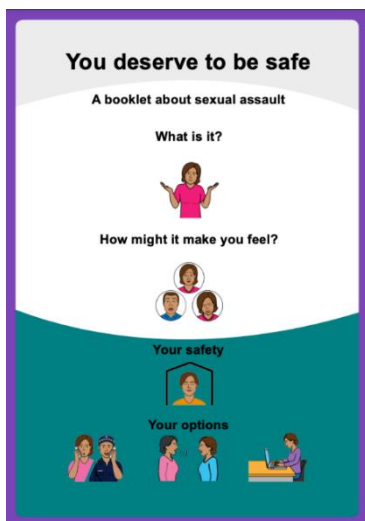 You deserve to be safe
A booklet about sexual assault
What is it?
How might it make you feel?
Your safety
Your options